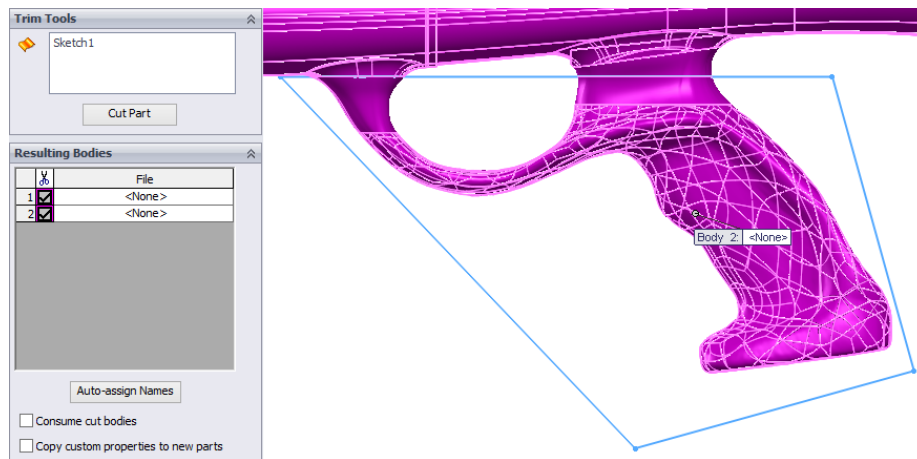 Trim Tools
Sketch1
Cut Part
Resulting Bodies
File
1 <None>
2 <None>
Body 2: <None>
Auto-assign Names
Consume cut bodies
Copy custom properties to new parts